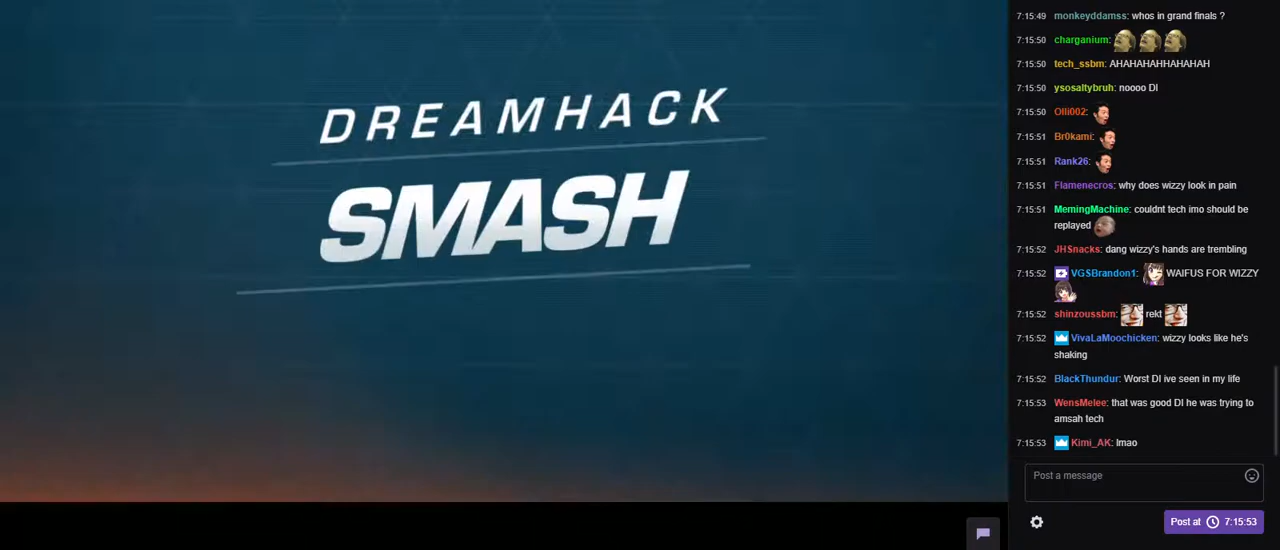 DREAMHACK
SMASH
7:15:49 monkeyddamss: whos in grand finals ?
7:15:50 charganium:
7:15:50 tech_ssbm: AHAHAHAHHAHAHAH
7:15:50 ysosaltybruh: noooo DI
7:15:50 Olli002:
7:15:51 Br0kami:
7:15:51 Rank26:
7:15:51 Flamenecros: why does wizzy look in pain
7:15:51 MemingMachine: couldnt tech imo should be
replayed
7:15:52 JHSnacks: dang wizzy's hands are trembling
7:15:52 VGSBrandon1: WAIFUS FOR WIZZY
7:15:52 shinzoussbm: rekt
7:15:52 VivaLaMoochicken: wizzy looks like he's
shaking
7:15:52 BlackThundur: Worst DI ive seen in my life
7:15:53 WensMelee: that was good DI he was trying to
amsah tech
7:15:53 Kimi_AK: lmao
Post a message
Post at 7:15:53